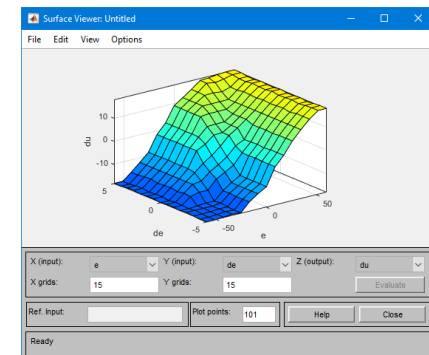 Surface Viewer: Untitled
File Edit View Options
10
0
-10
du
5
0
-5
de
-50
0
50
e
X (input): e Y (input): de Z (output): du
X grids: 15 Y grids: 15 Evaluate
Ref. Input: Plot points: 101 Help Close
Ready